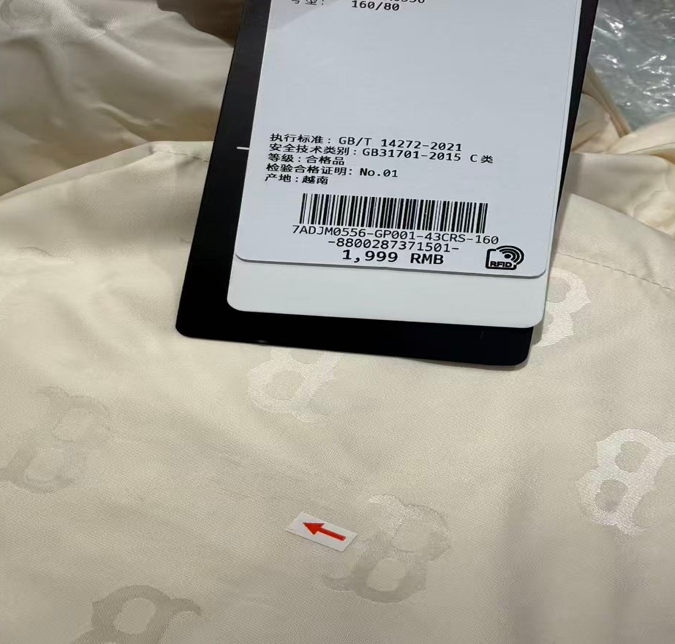 160/80
执行标准：GB/T 14272-2021
安全技术类别：GB31701-2015 C类
等级：合格品
检验合格证明：No.01
产地：越南
7ADJM0556-GP001-43CRS-160
-8800287371501-
1,999 RMB
RFID
B
B
B
B
B
B